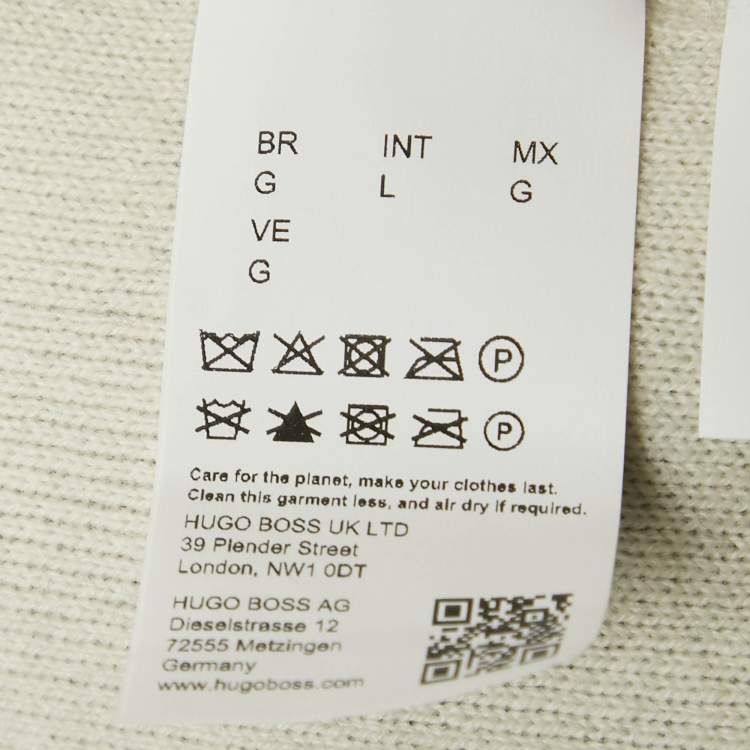 BR INT MX
G L G
VE
G
P
P
Care for the planet, make your clothes last.
Clean this garment less, and air dry if required.
HUGO BOSS UK LTD
39 Plender Street
London, NW1 0DT
HUGO BOSS AG
Dieselstrasse 12
72555 Metzingen
Germany
www.hugoboss.com